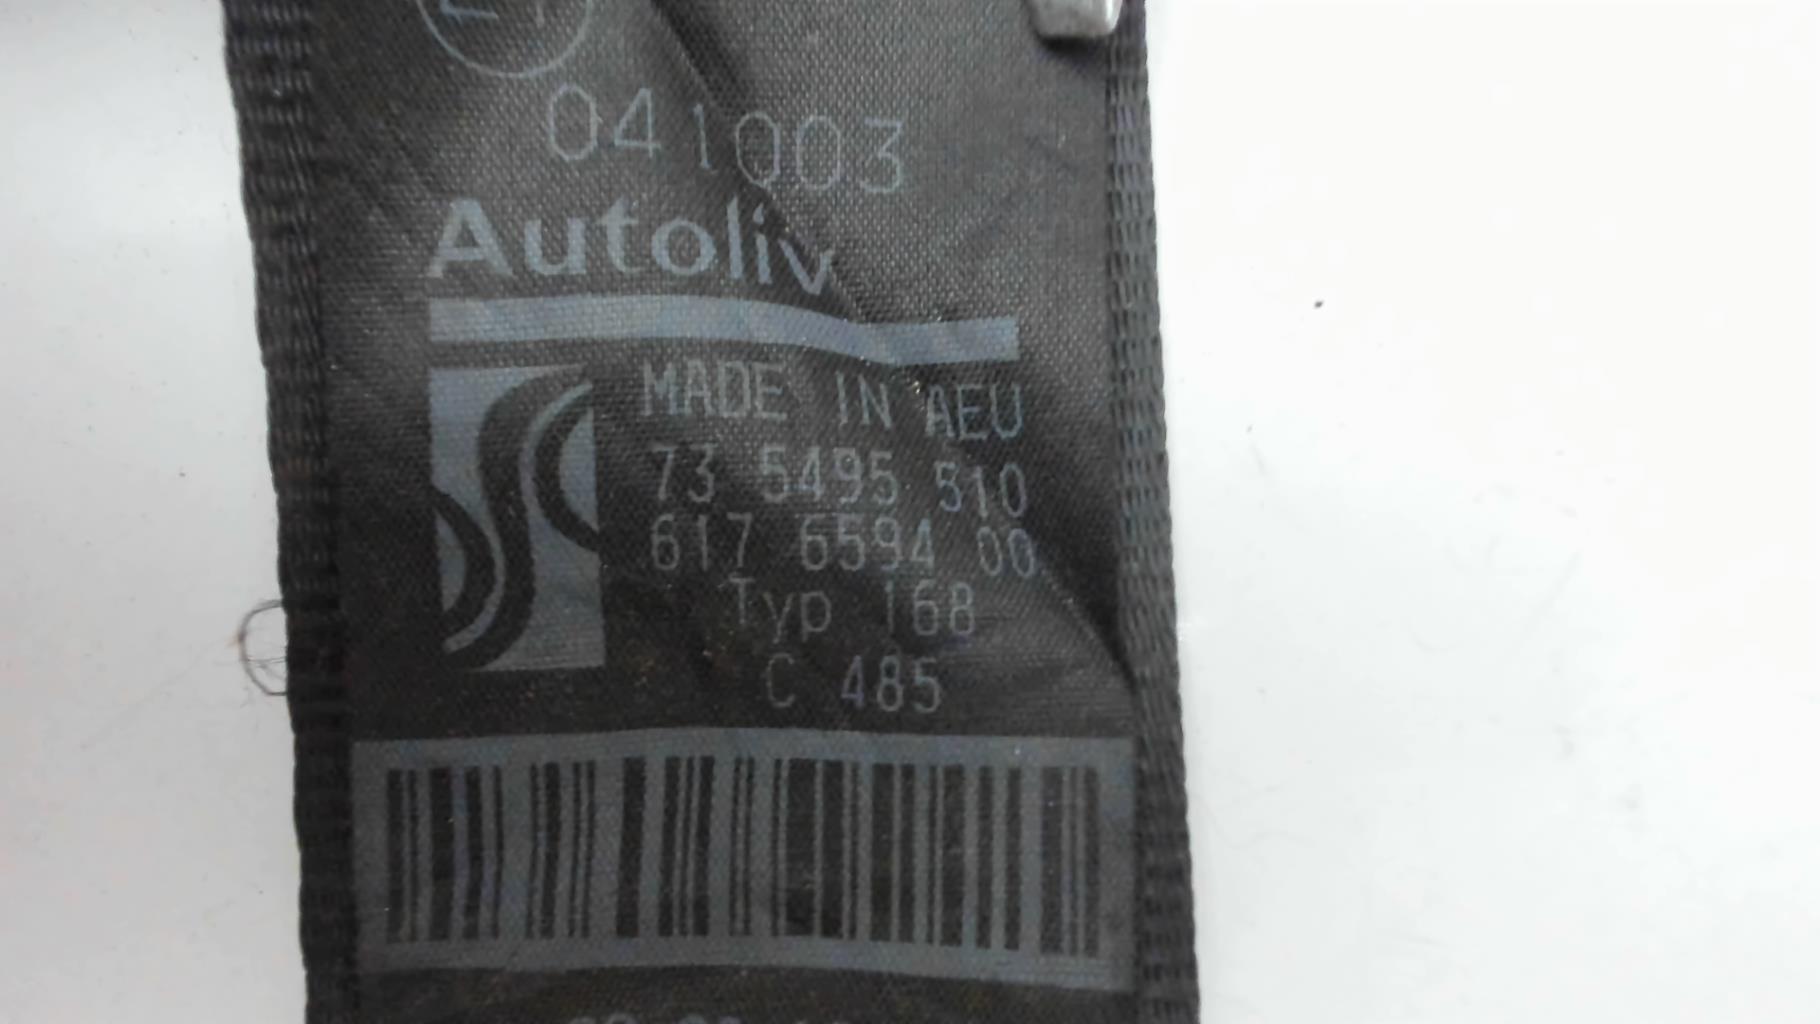 041003
Autoliv
MADE IN AEU
73 5495 510
617 6594 00
Typ 168
C 485